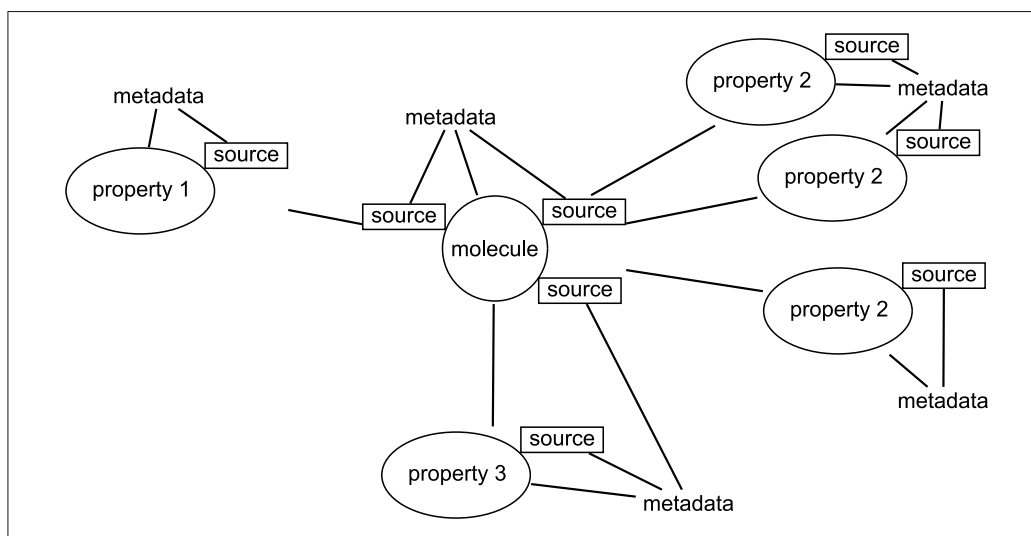 source
property 2
metadata
metadata
metadata
source
source
property 1
property 2
source
source
molecule
source
source
property 2
metadata
source
property 3
metadata